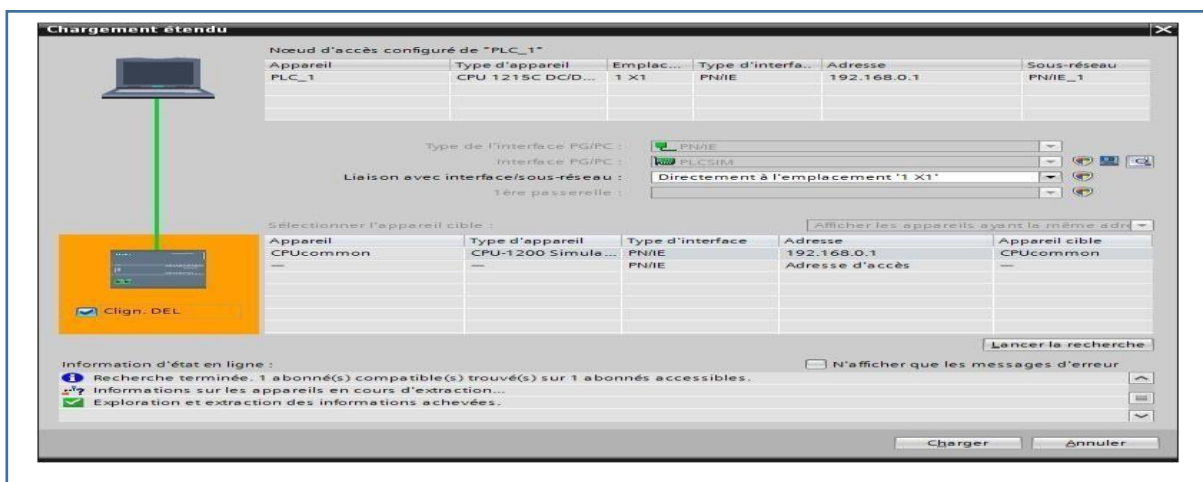 Chargement étendu
Nœud d'accès configuré de "PLC_1"
Appareil Type d'appareil Emplac... Type d'interfa.. Adresse Sous-réseau
PLC_1 CPU 1215C DC/D... 1 X1 PN/IE 192.168.0.1 PN/IE_1
Type de l'interface PG/PC : PN/IE
Interface PG/PC : PLCSIM
Liaison avec interface/sous-réseau : Directement à l'emplacement '1 X1'
1ère passerelle :
Sélectionner l'appareil cible : Afficher les appareils ayant la même adre
Appareil Type d'appareil Type d'interface Adresse Appareil cible
CPUcommon CPU-1200 Simula... PN/IE 192.168.0.1 CPUcommon
— — PN/IE Adresse d'accès —
Clign. DEL
Lancer la recherche
Information d'état en ligne : N'afficher que les messages d'erreur
Recherche terminée. 1 abonné(s) compatible(s) trouvé(s) sur 1 abonnés accessibles.
Informations sur les appareils en cours d'extraction...
Exploration et extraction des informations achevées.
Charger Annuler